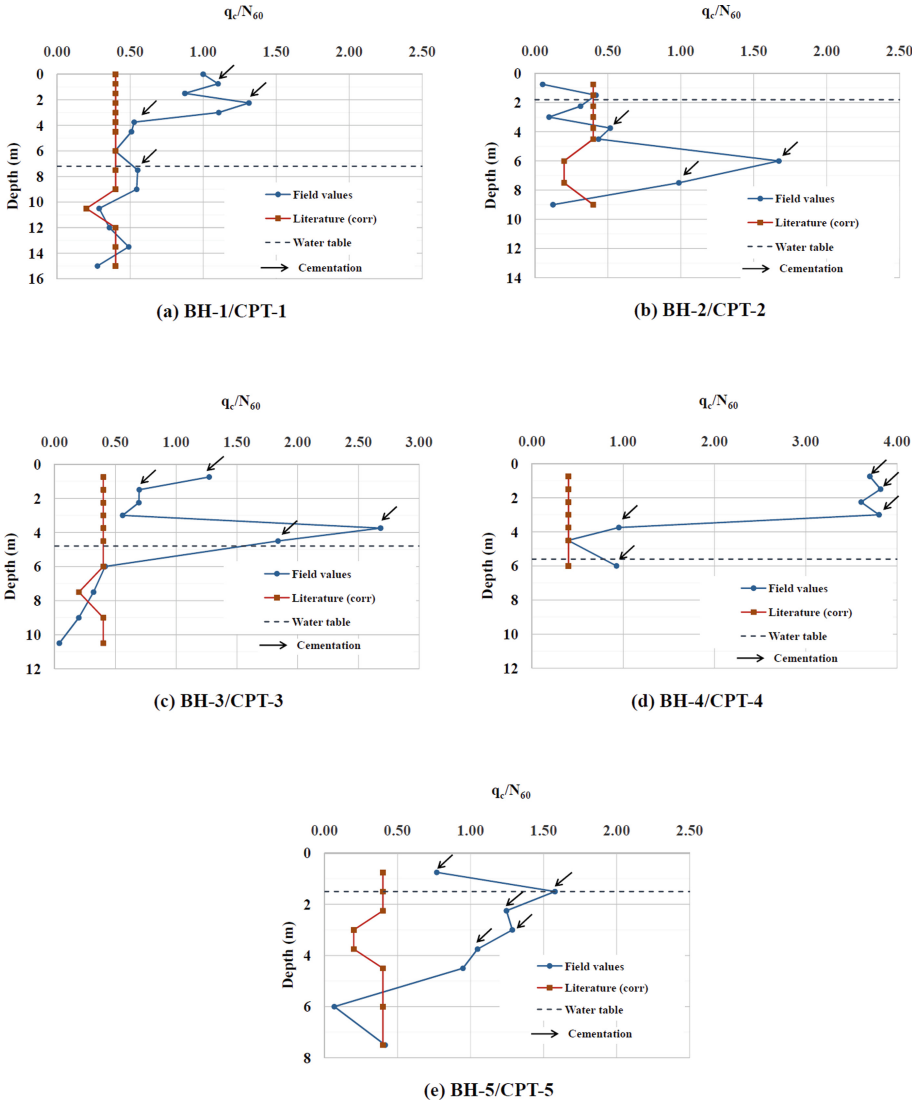 qc/N60
0.00 0.50 1.00 1.50 2.00 2.50
0
2
4
6
8
10
12
14
16
Depth (m)
Field values
Literature (corr)
Water table
Cementation
(a) BH-1/CPT-1
qc/N60
0.00 0.50 1.00 1.50 2.00 2.50
0
2
4
6
8
10
12
14
Depth (m)
Field values
Literature (corr)
Water table
Cementation
(b) BH-2/CPT-2
qc/N60
0.00 0.50 1.00 1.50 2.00 2.50 3.00
0
2
4
6
8
10
12
Depth (m)
Field values
Literature (corr)
Water table
Cementation
(c) BH-3/CPT-3
qc/N60
0.00 1.00 2.00 3.00 4.00
0
2
4
6
8
10
12
Depth (m)
Field values
Literature (corr)
Water table
Cementation
(d) BH-4/CPT-4
qc/N60
0.00 0.50 1.00 1.50 2.00 2.50
0
2
4
6
8
Depth (m)
Field values
Literature (corr)
Water table
Cementation
(e) BH-5/CPT-5